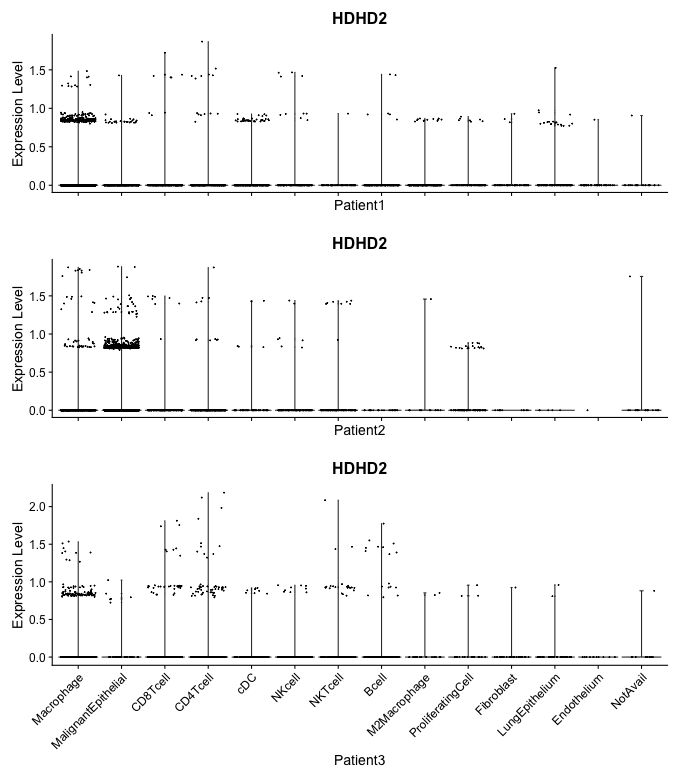 HDHD2
Expression Level
1.5
1.0
0.5
0.0
Patient1
HDHD2
Expression Level
1.5
1.0
0.5
0.0
Patient2
HDHD2
Expression Level
2.0
1.5
1.0
0.5
0.0
Macrophage
MalignantEpithelial
CD8Tcell
CD4Tcell
cDC
NKcell
NKTcell
Bcell
M2Macrophage
ProliferatingCell
Fibroblast
LungEpithelium
Endothelium
NotAvail
Patient3